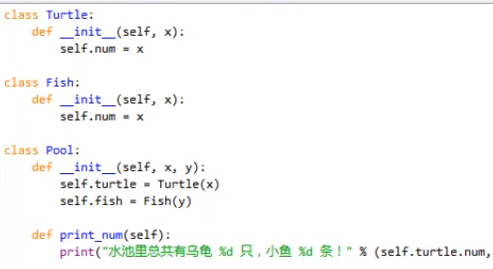 class Turtle:
    def __init__(self, x):
        self.num = x
class Fish:
    def __init__(self, x):
        self.num = x
class Pool:
    def __init__(self, x, y):
        self.turtle = Turtle(x)
        self.fish = Fish(y)
    def print_num(self):
        print("水池里总共有乌龟 %d 只，小鱼 %d 条！" % (self.turtle.num,